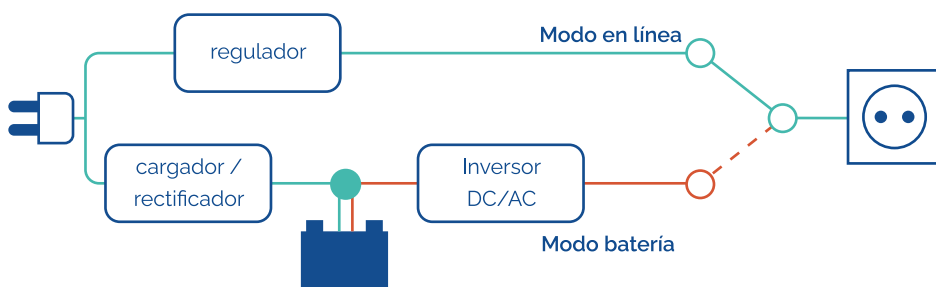 regulador
Modo en línea
cargador /
rectificador
Inversor
DC/AC
Modo batería